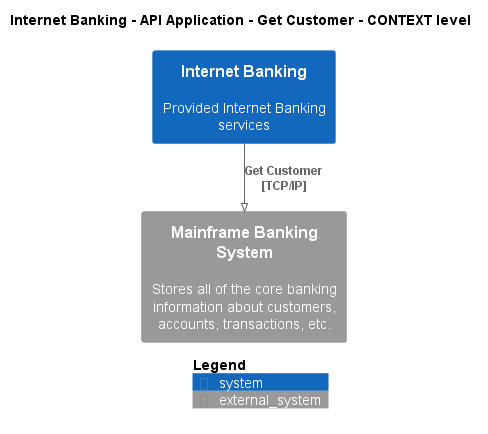 Internet Banking - API Application - Get Customer - CONTEXT level
Internet Banking
Provided Internet Banking
services
Get Customer
[TCP/IP]
Mainframe Banking
System
Stores all of the core banking
information about customers,
accounts, transactions, etc.
Legend
system
external_system